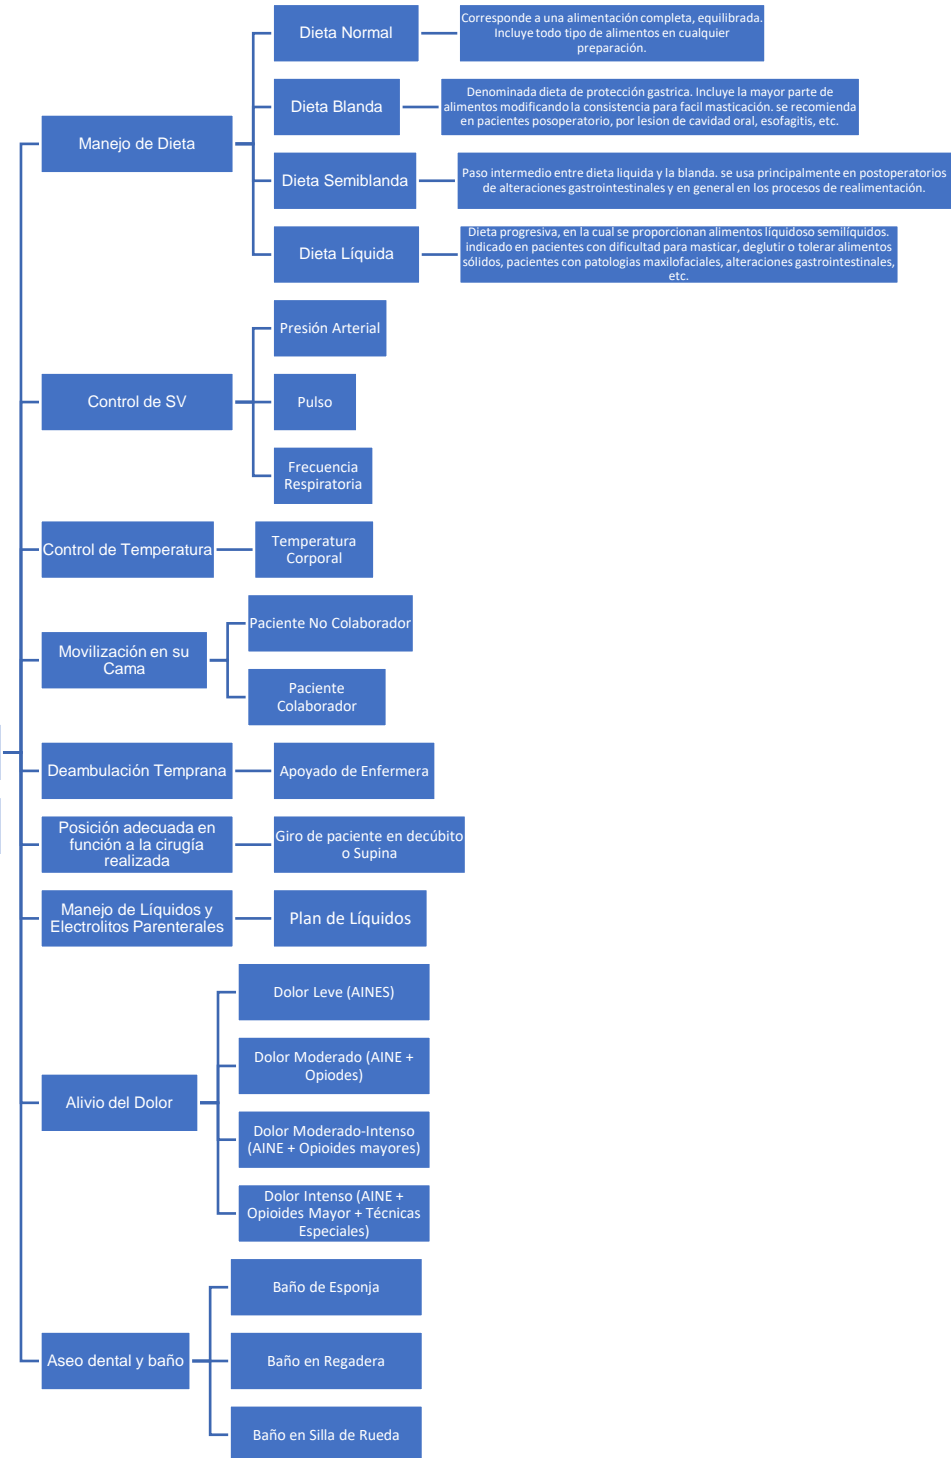 Manejo de Dieta
Dieta Normal
Corresponde a una alimentación completa, equilibrada.
Incluye todo tipo de alimentos en cualquier
preparación.
Dieta Blanda
Denominada dieta de protección gastrica. Incluye la mayor parte de
alimentos modificando la consistencia para facil masticación. se recomienda
en pacientes posoperatorio, por lesion de cavidad oral, esofagitis, etc.
Dieta Semiblanda
Paso intermedio entre dieta liquida y la blanda. se usa principalmente en postoperatorios
de alteraciones gastrointestinales y en general en los procesos de realimentación.
Dieta Líquida
Dieta progresiva, en la cual se proporcionan alimentos líquidoso semilíquidos.
indicado en pacientes con dificultad para masticar, deglutir o tolerar alimentos
sólidos, pacientes con patologias maxilofaciales, alteraciones gastrointestinales,
etc.
Control de SV
Presión Arterial
Pulso
Frecuencia
Respiratoria
Control de Temperatura
Temperatura
Corporal
Movilización en su
Cama
Paciente No Colaborador
Paciente
Colaborador
Deambulación Temprana
Apoyado de Enfermera
Posición adecuada en
función a la cirugía
realizada
Giro de paciente en decúbito
o Supina
Manejo de Líquidos y
Electrolitos Parenterales
Plan de Líquidos
Alivio del Dolor
Dolor Leve (AINES)
Dolor Moderado (AINE +
Opiodes)
Dolor Moderado-Intenso
(AINE + Opioides mayores)
Dolor Intenso (AINE +
Opioides Mayor + Técnicas
Especiales)
Aseo dental y baño
Baño de Esponja
Baño en Regadera
Baño en Silla de Rueda